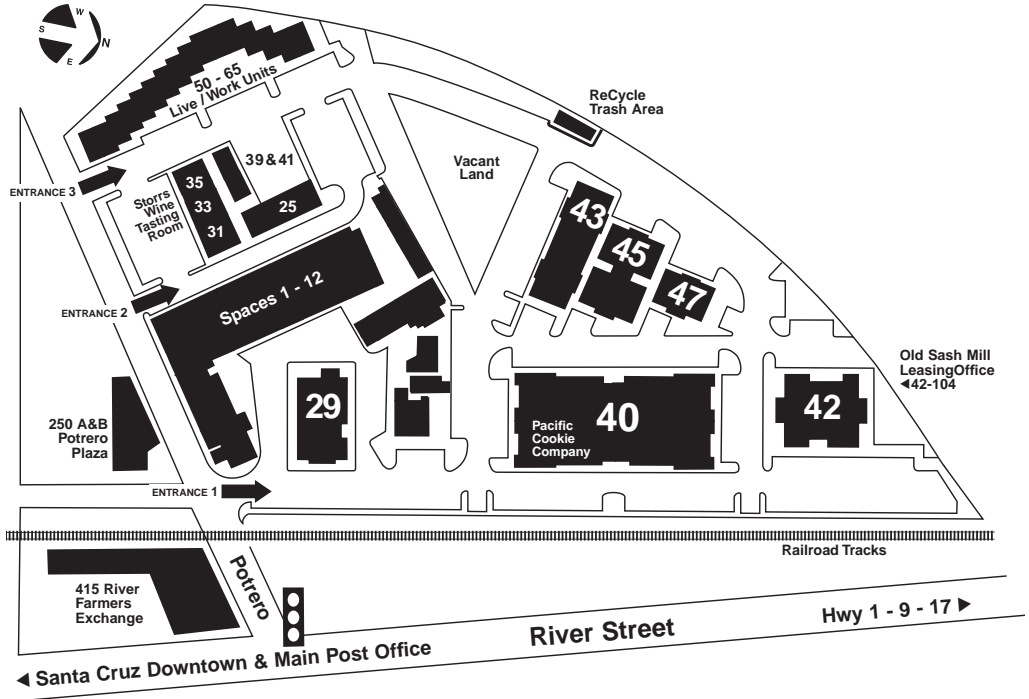 W
S
N
E
50 - 65
Live / Work Units
ReCycle
Trash Area
39 & 41
Vacant
Land
ENTRANCE 3
Storrs
Wine
Tasting
Room
35
33
31
25
43
45
47
ENTRANCE 2
Spaces 1 - 12
Old Sash Mill
LeasingOffice
42-104
29
40
42
Pacific
Cookie
Company
250 A&B
Potrero
Plaza
ENTRANCE 1
Railroad Tracks
415 River
Farmers
Exchange
Potrero
River Street
Hwy 1 - 9 - 17
Santa Cruz Downtown & Main Post Office